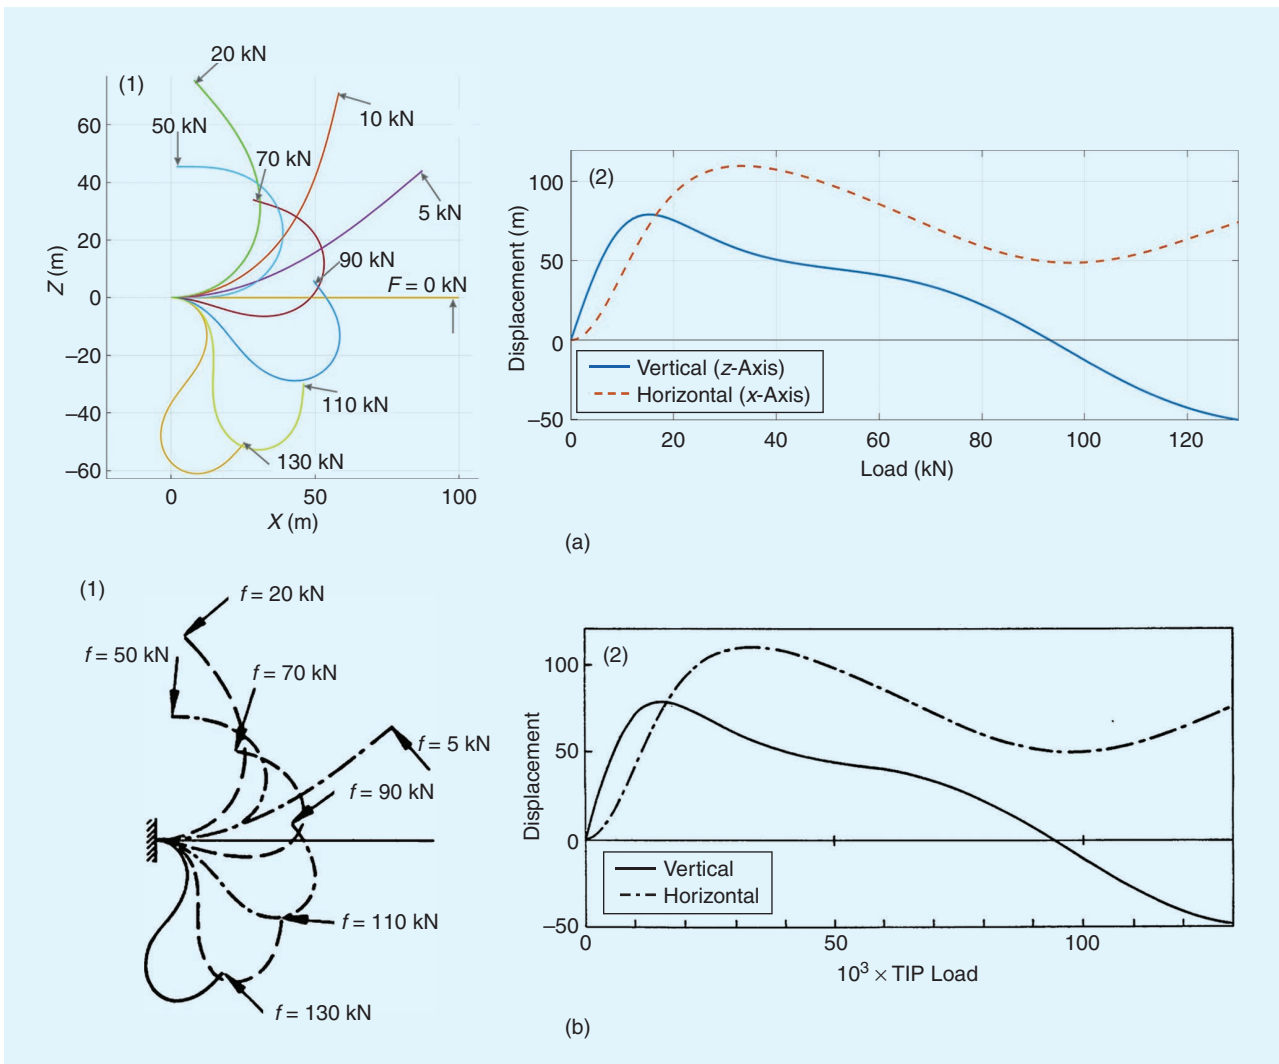 (1)
20 kN
50 kN
10 kN
70 kN
5 kN
90 kN
F = 0 kN
110 kN
130 kN
60
40
20
0
–20
–40
–60
Z (m)
0
50
100
X (m)
(2)
100
50
0
–50
Displacement (m)
Vertical (z-Axis)
Horizontal (x-Axis)
0
20
40
60
80
100
120
Load (kN)
(a)
(1)
f = 20 kN
f = 50 kN
f = 70 kN
f = 5 kN
f = 90 kN
f = 110 kN
f = 130 kN
(2)
100
50
0
–50
Displacement
Vertical
Horizontal
0
50
100
10³ × TIP Load
(b)